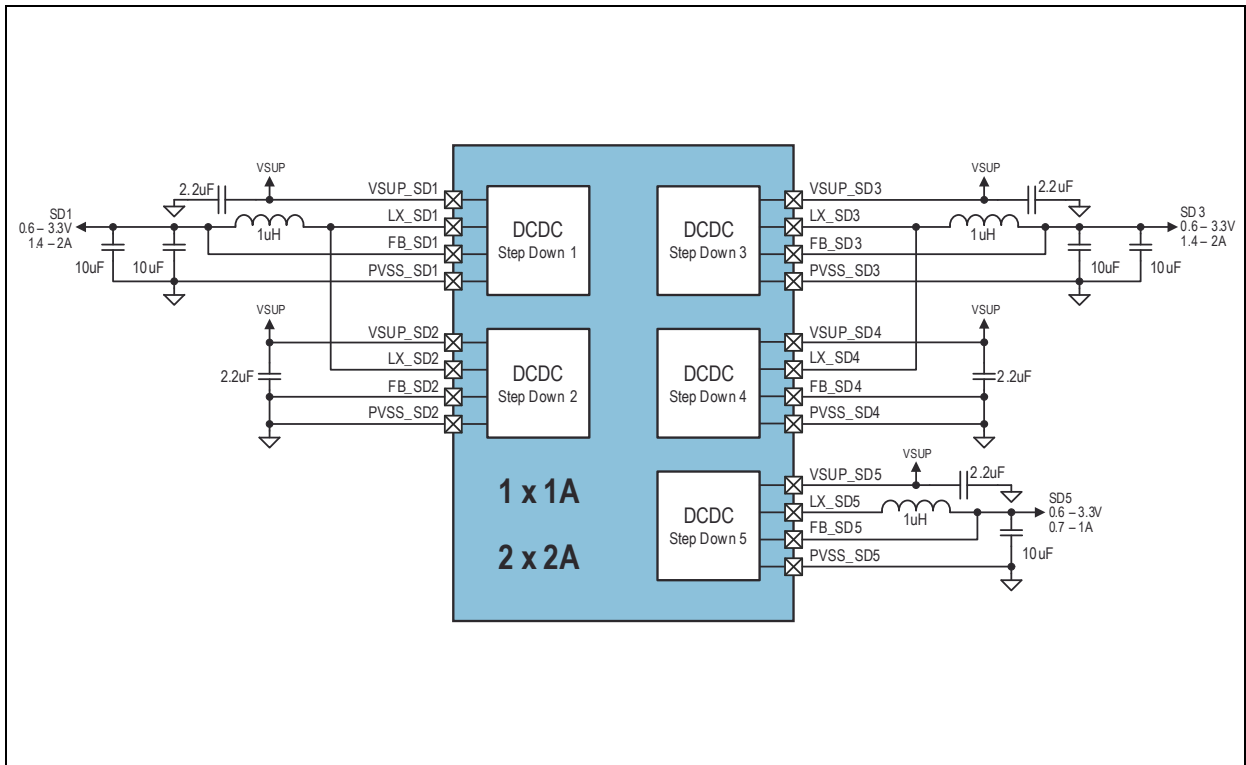 VSUP
2.2uF
VSUP_SD1
SD1
0.6 – 3.3V
1.4 – 2A
LX_SD1
1uH
FB_SD1
10uF
10uF
PVSS_SD1
DCDC
Step Down 1
VSUP
VSUP_SD2
LX_SD2
2.2uF
FB_SD2
PVSS_SD2
DCDC
Step Down 2
1 x 1A
2 x 2A
DCDC
Step Down 3
VSUP_SD3
VSUP
2.2uF
LX_SD3
1uH
SD3
0.6 – 3.3V
1.4 – 2A
FB_SD3
10uF
10uF
PVSS_SD3
DCDC
Step Down 4
VSUP_SD4
VSUP
LX_SD4
2.2uF
FB_SD4
PVSS_SD4
DCDC
Step Down 5
VSUP_SD5
VSUP
2.2uF
LX_SD5
1uH
SD5
0.6 – 3.3V
0.7 – 1A
FB_SD5
10uF
PVSS_SD5